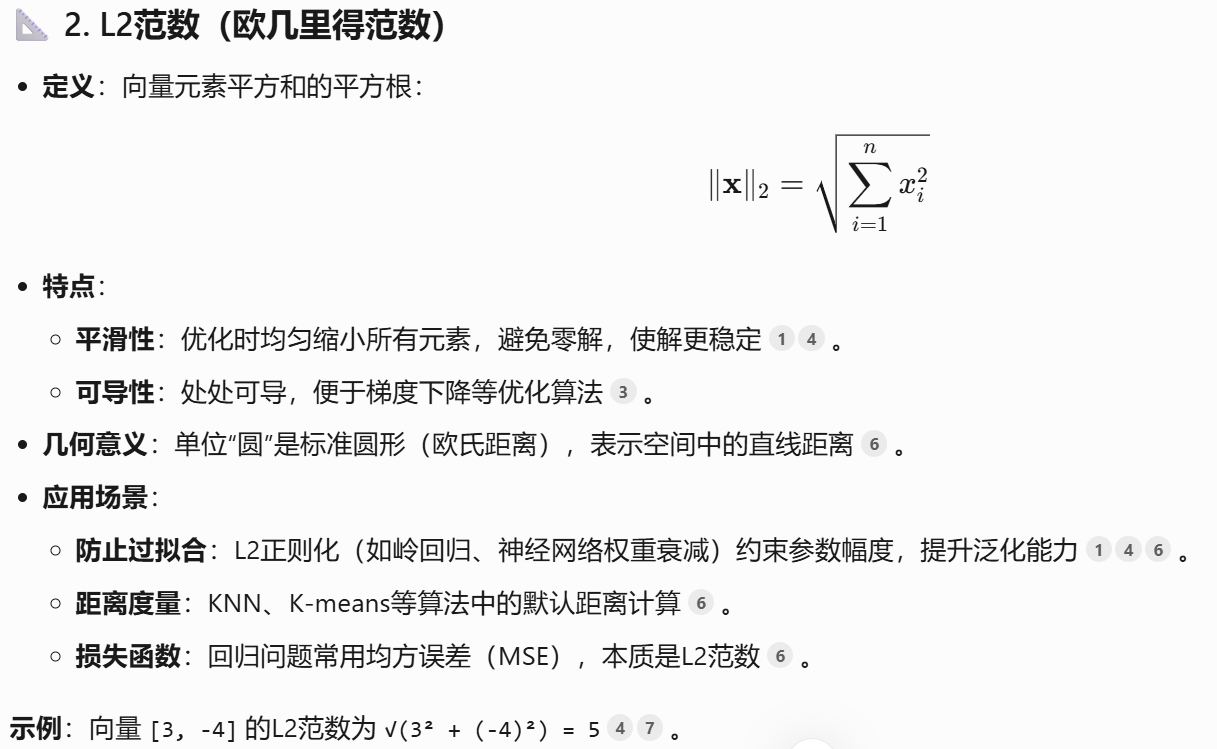 📐 2. L2范数（欧几里得范数）
• 定义：向量元素平方和的平方根：
‖x‖₂ = √(∑ᵢ₌₁ⁿ xᵢ²)
• 特点：
◦ 平滑性：优化时均匀缩小所有元素，避免零解，使解更稳定 1 4 。
◦ 可导性：处处可导，便于梯度下降等优化算法 3 。
• 几何意义：单位“圆”是标准圆形（欧氏距离），表示空间中的直线距离 6 。
• 应用场景：
◦ 防止过拟合：L2正则化（如岭回归、神经网络权重衰减）约束参数幅度，提升泛化能力 1 4 6 。
◦ 距离度量：KNN、K-means等算法中的默认距离计算 6 。
◦ 损失函数：回归问题常用均方误差（MSE），本质是L2范数 6 。
示例：向量 [3, -4] 的L2范数为 √(3² + (-4)²) = 5 4 7 。